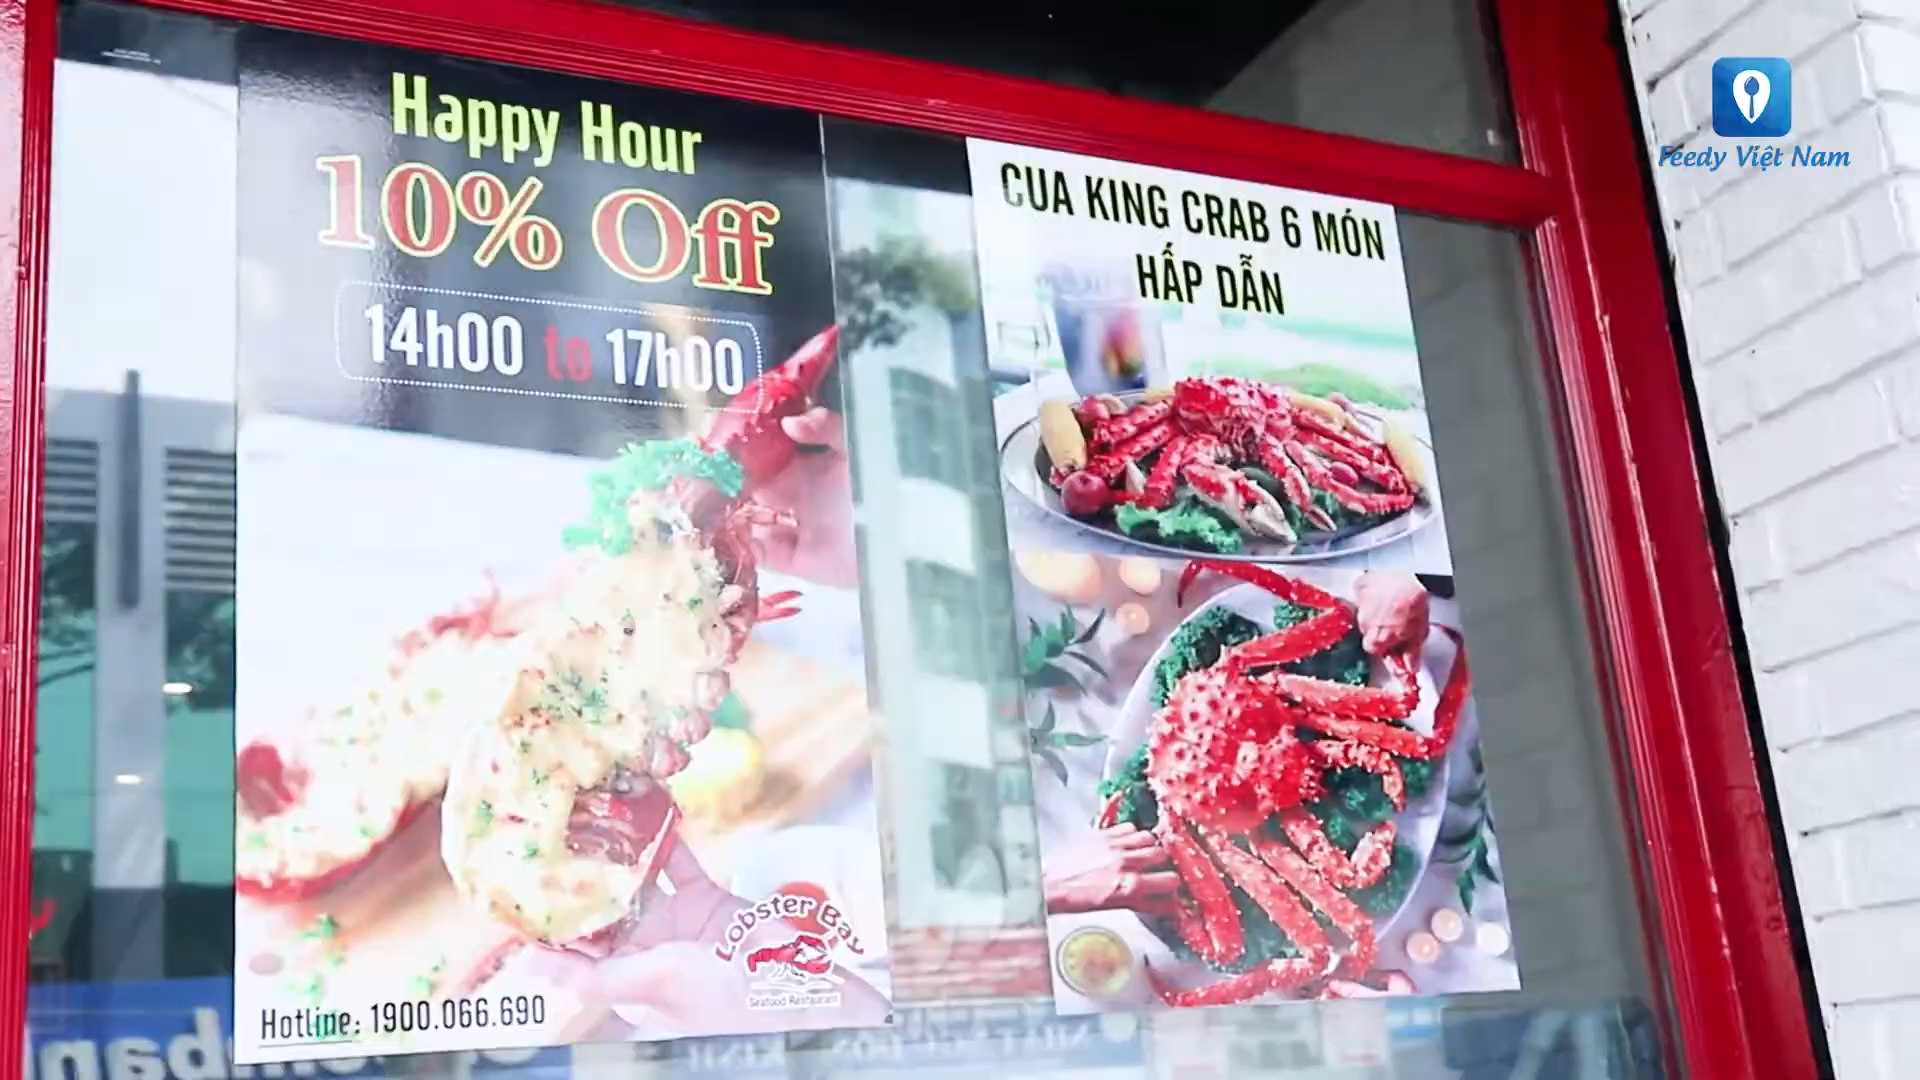 Happy Hour
10% Off
14h00 to 17h00
Lobster Bay
Seafood Restaurant
Hotline: 1900.066.690
CUA KING CRAB 6 MÓN
HẤP DẪN
Feedy Việt Nam